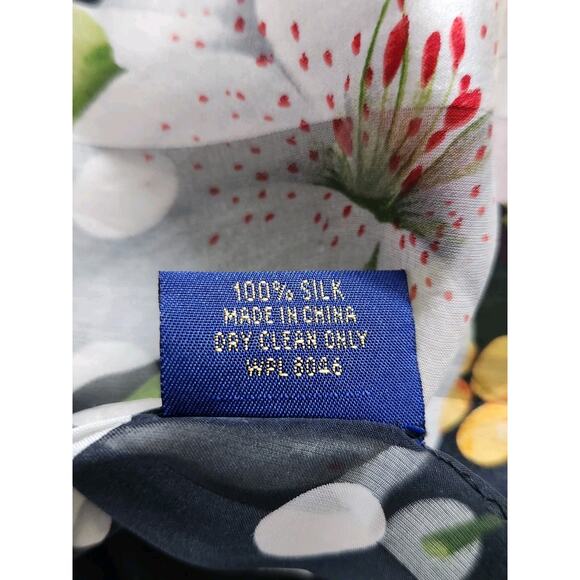 100% SILK
MADE IN CHINA
DRY CLEAN ONLY
WPL 8046